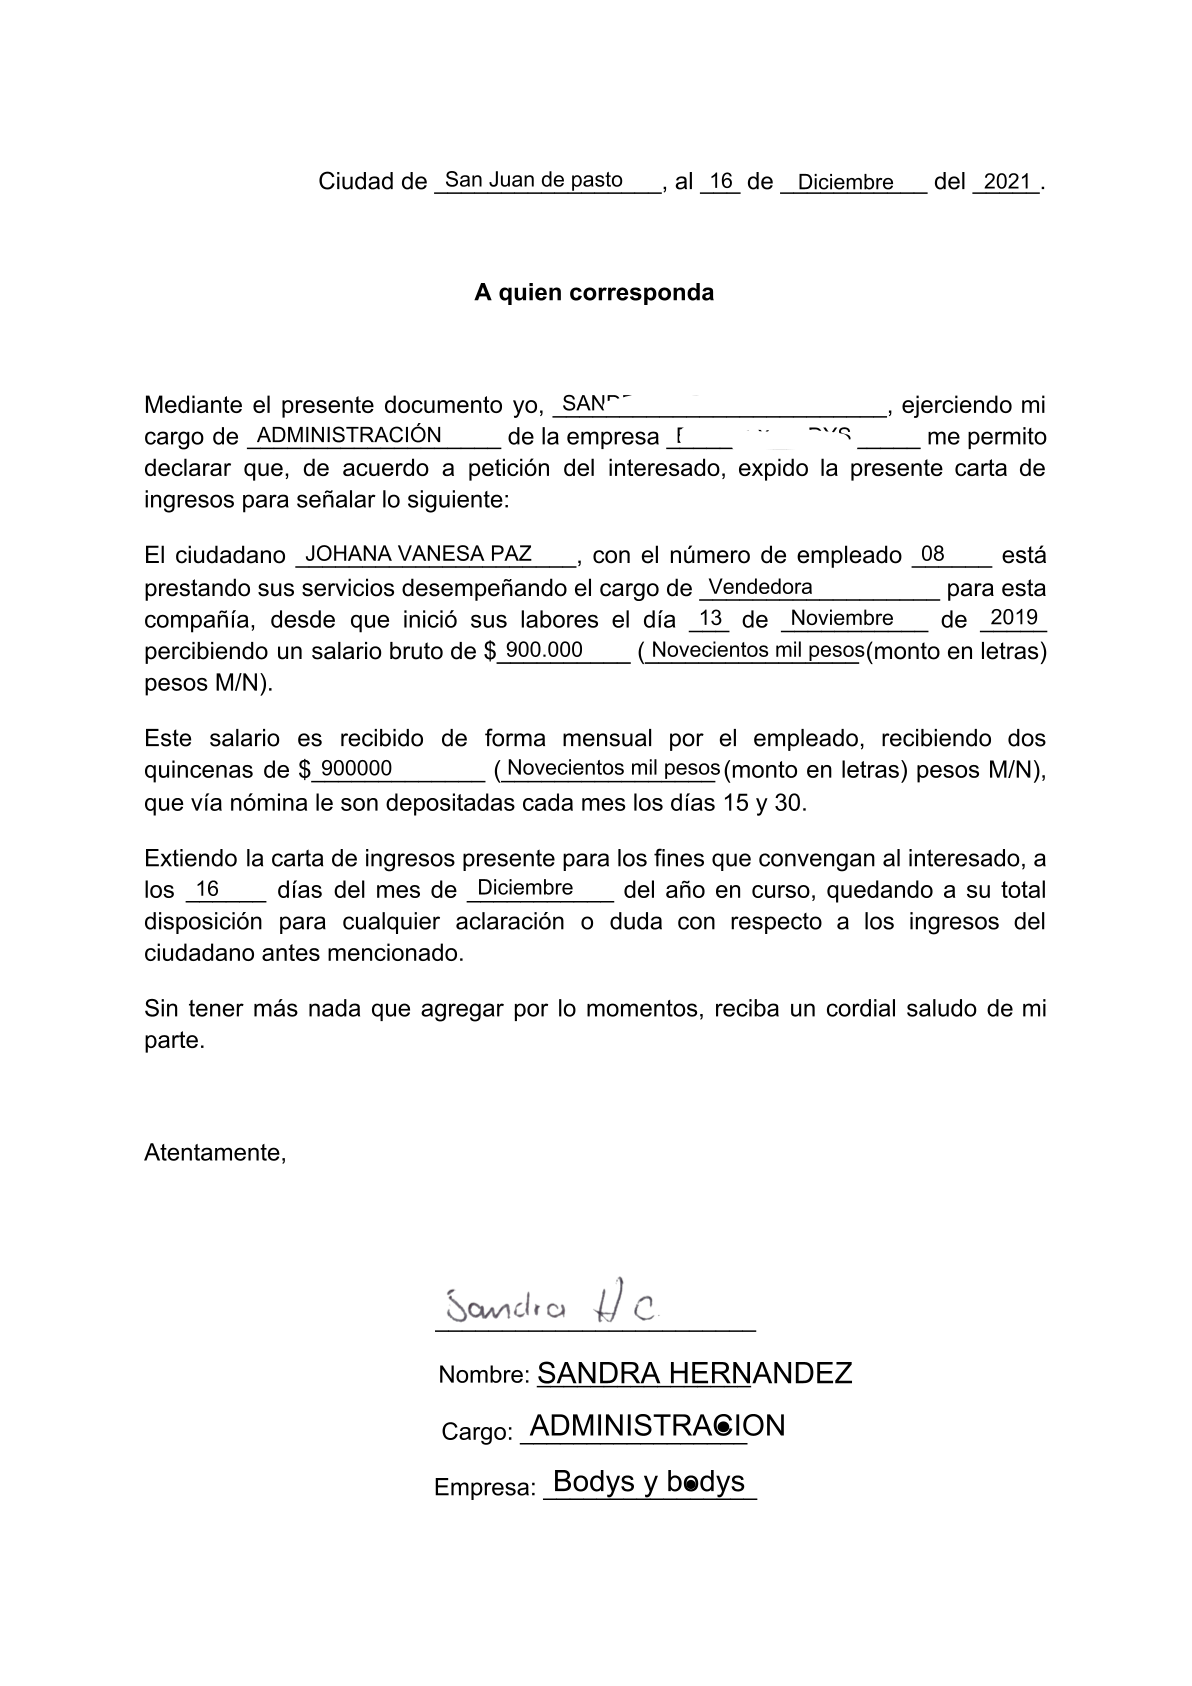 Ciudad de San Juan de pasto, al 16 de Diciembre del 2021.
A quien corresponda
Mediante el presente documento yo, , ejerciendo mi
cargo de ADMINISTRACIÓN de la empresa me permito
declarar que, de acuerdo a petición del interesado, expido la presente carta de
ingresos para señalar lo siguiente:
El ciudadano JOHANA VANESA PAZ, con el número de empleado 08 está
prestando sus servicios desempeñando el cargo de Vendedora para esta
compañía, desde que inició sus labores el día 13 de Noviembre de 2019
percibiendo un salario bruto de $ 900.000 ( Novecientos mil pesos (monto en letras)
pesos M/N).
Este salario es recibido de forma mensual por el empleado, recibiendo dos
quincenas de $ 900000 ( Novecientos mil pesos (monto en letras) pesos M/N),
que vía nómina le son depositadas cada mes los días 15 y 30.
Extiendo la carta de ingresos presente para los fines que convengan al interesado, a
los 16 días del mes de Diciembre del año en curso, quedando a su total
disposición para cualquier aclaración o duda con respecto a los ingresos del
ciudadano antes mencionado.
Sin tener más nada que agregar por lo momentos, reciba un cordial saludo de mi
parte.
Atentamente,
Sandra H C.
Nombre: SANDRA HERNANDEZ
Cargo: ADMINISTRACION
Empresa: Bodys y bodys